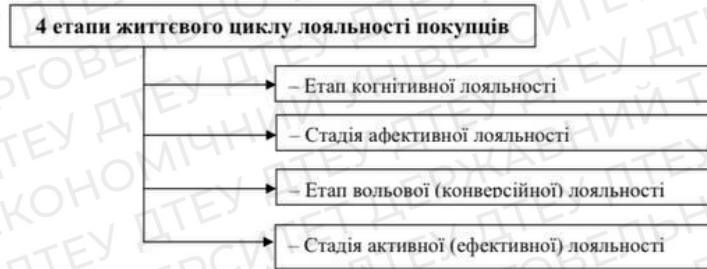 4 етапи життєвого циклу лояльності покупців
– Етап когнітивної лояльності
– Стадія афективної лояльності
– Етап вольової (конверсійної) лояльності
– Стадія активної (ефективної) лояльності